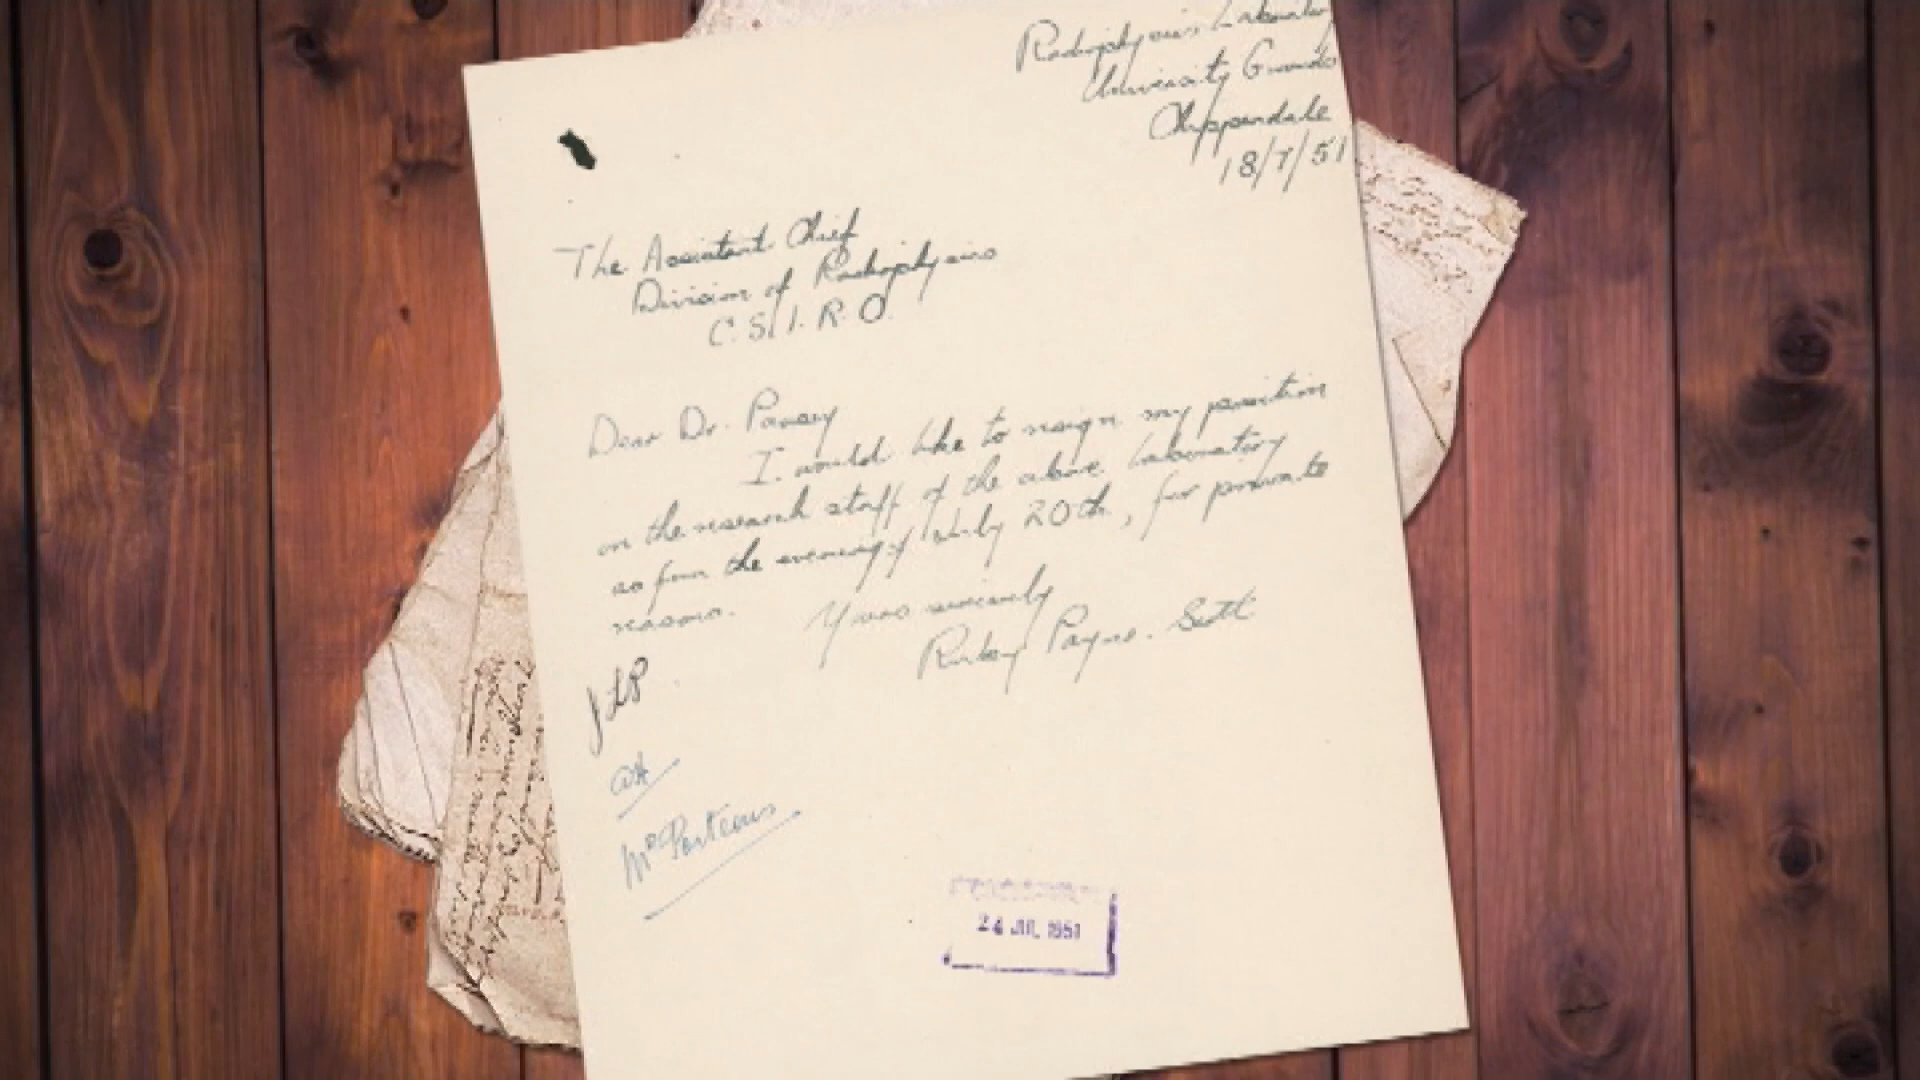 Radiophysics Laboratory
University Grounds
Chippendale
18/7/51
The Assistant Chief
Division of Radiophysics
C.S.I.R.O.
Dear Dr. Pawsey
I would like to resign my position
on the research staff of the above laboratory
as from the evening of July 20th, for private
reasons.
Yours sincerely
Ruby Payne-Scott
JLP
Mr Porteous
24 JUL 1951